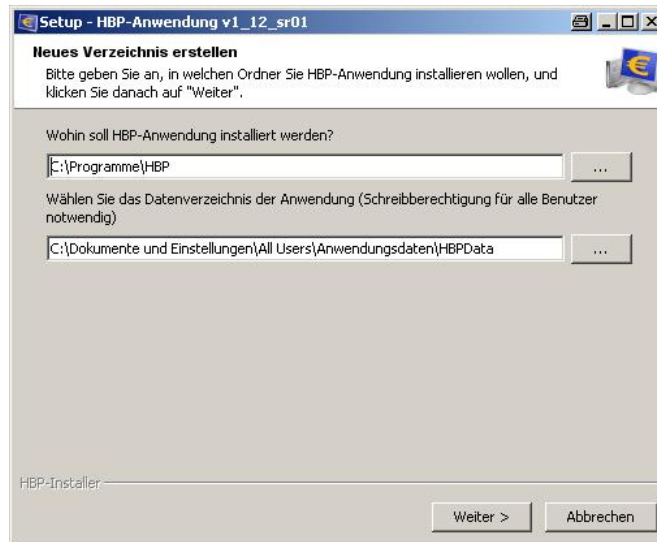 Setup - HBP-Anwendung v1_12_sr01
Neues Verzeichnis erstellen
Bitte geben Sie an, in welchen Ordner Sie HBP-Anwendung installieren wollen, und
klicken Sie danach auf "Weiter".
Wohin soll HBP-Anwendung installiert werden?
C:\Programme\HBP
...
Wählen Sie das Datenverzeichnis der Anwendung (Schreibberechtigung für alle Benutzer
notwendig)
C:\Dokumente und Einstellungen\All Users\Anwendungsdaten\HBPData
...
HBP-Installer
Weiter >
Abbrechen